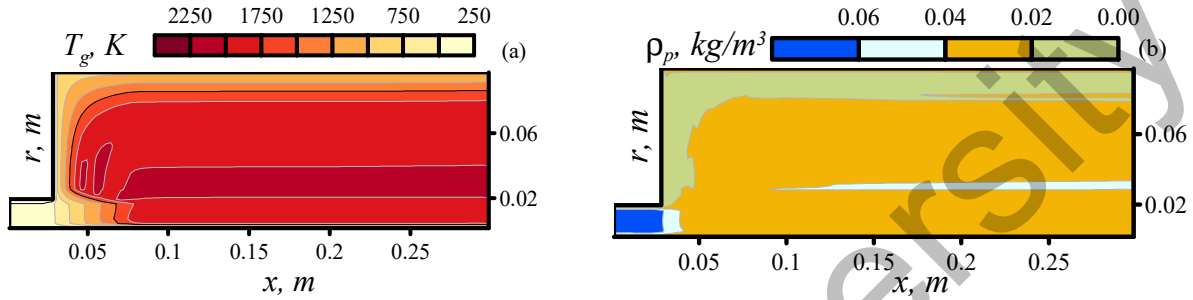 2250 1750 1250 750 250
T_g, K
(a)
r, m
0.06
0.02
0.05 0.1 0.15 0.2 0.25
x, m
0.06 0.04 0.02 0.00
ρ_p, kg/m³
(b)
r, m
0.06
0.02
0.05 0.1 0.15 0.2 0.25
x, m
ersity